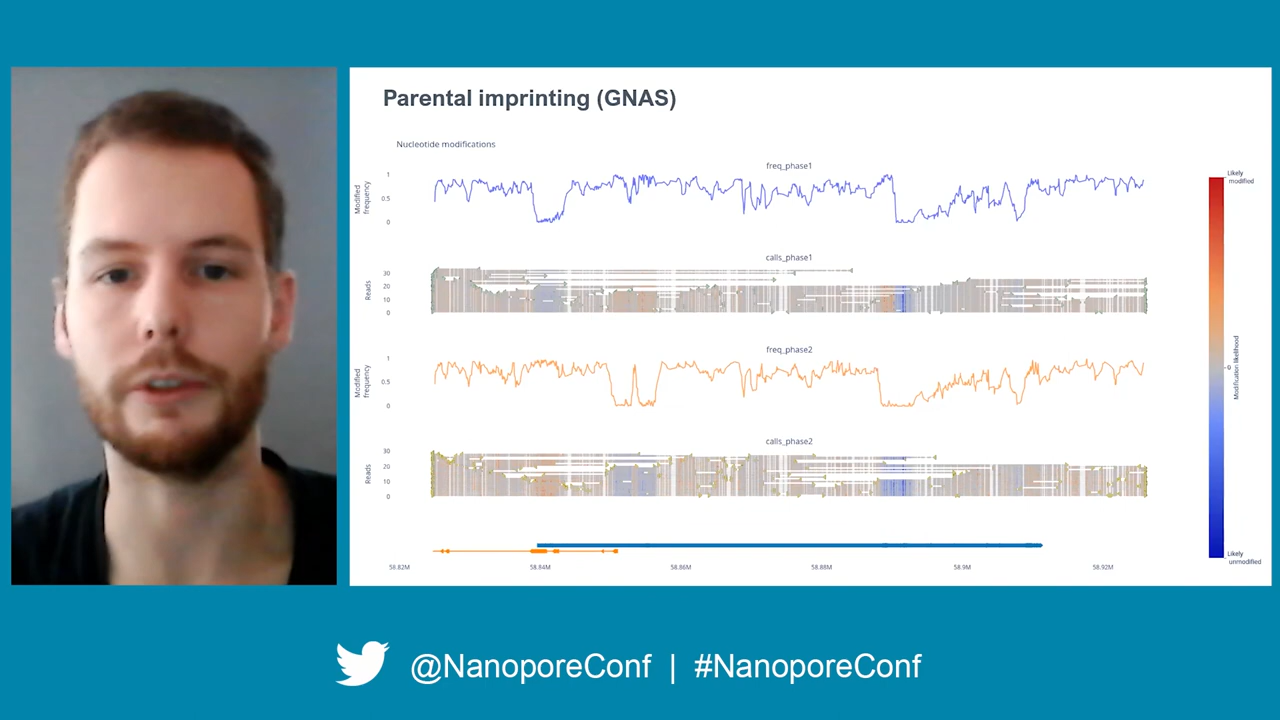 Parental imprinting (GNAS)
Nucleotide modifications
freq_phase1
Modified
frequency
1
0.5
0
calls_phase1
Reads
30
20
10
0
freq_phase2
Modified
frequency
1
0.5
0
calls_phase2
Reads
30
20
10
0
58.82M
58.84M
58.86M
58.88M
58.9M
58.92M
Likely
modified
0
Modification likelihood
Likely
unmodified
@NanoporeConf | #NanoporeConf